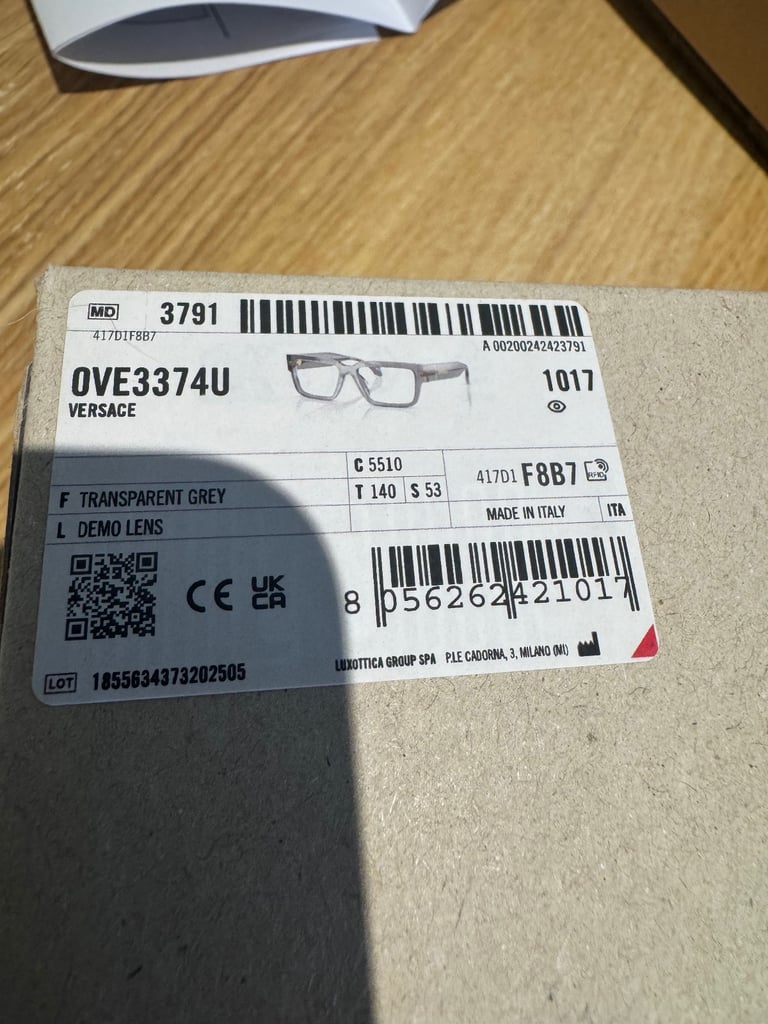 MD 3791
417D1F8B7
A 00200242423791
0VE3374U 1017
VERSACE
C 5510
F TRANSPARENT GREY T 140 S 53 417D1 F8B7 RFID
L DEMO LENS MADE IN ITALY ITA
CE UK CA
8 056262 421017
LUXOTTICA GROUP SPA P.LE CADORNA, 3, MILANO (MI)
LOT 1855634373202505